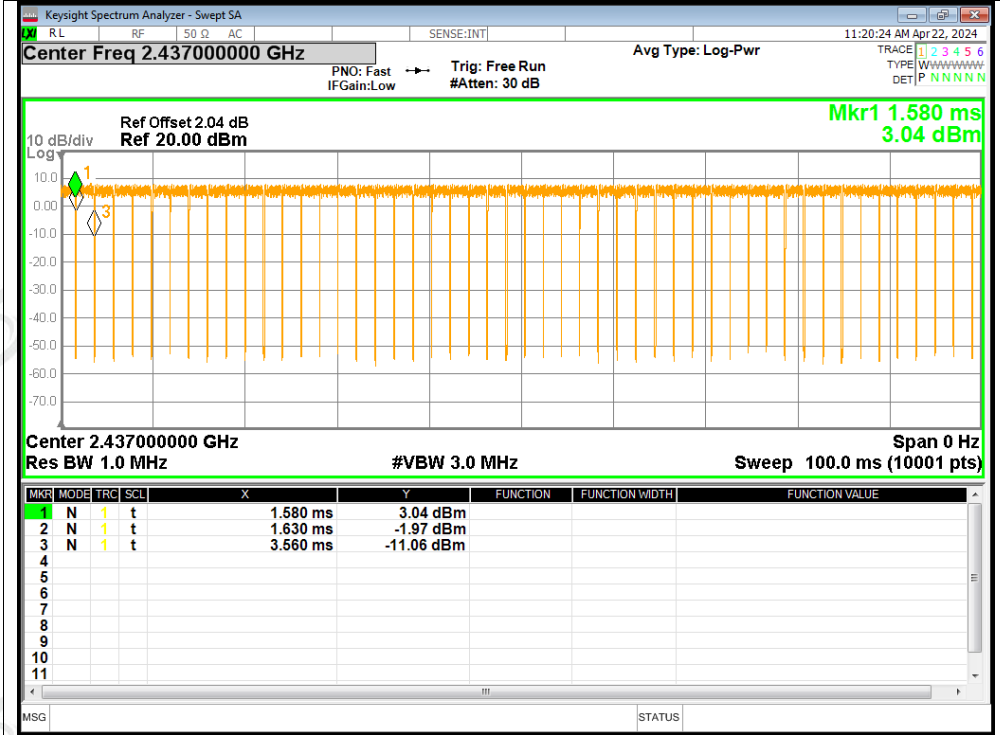 Keysight Spectrum Analyzer - Swept SA
LXI RL RF 50 Ω AC SENSE:INT 11:20:24 AM Apr 22, 2024
Center Freq 2.437000000 GHz
PNO: Fast
IFGain:Low
Trig: Free Run
#Atten: 30 dB
Avg Type: Log-Pwr
TRACE 1 2 3 4 5 6
TYPE WWWWWWW
DET P N N N N N
Mkr1 1.580 ms
3.04 dBm
Ref Offset 2.04 dB
10 dB/div Ref 20.00 dBm
Log
1
3
10.0
0.00
-10.0
-20.0
-30.0
-40.0
-50.0
-60.0
-70.0
Center 2.437000000 GHz Span 0 Hz
Res BW 1.0 MHz #VBW 3.0 MHz Sweep 100.0 ms (10001 pts)
MKR MODE TRC SCL X Y FUNCTION FUNCTION WIDTH FUNCTION VALUE
1 N 1 t 1.580 ms 3.04 dBm
2 N 1 t 1.630 ms -1.97 dBm
3 N 1 t 3.560 ms -11.06 dBm
4
5
6
7
8
9
10
11
MSG STATUS